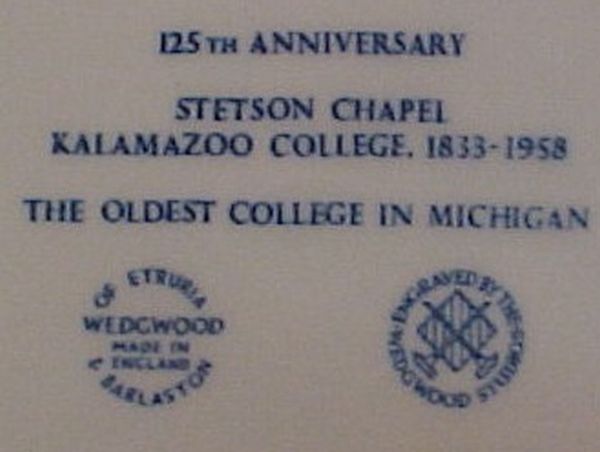 125TH ANNIVERSARY
STETSON CHAPEL
KALAMAZOO COLLEGE, 1833-1958
THE OLDEST COLLEGE IN MICHIGAN
OF ETRURIA
WEDGWOOD
MADE IN
ENGLAND
& BARLASTON
ENGRAVED BY THE
WEDGWOOD STUDIO